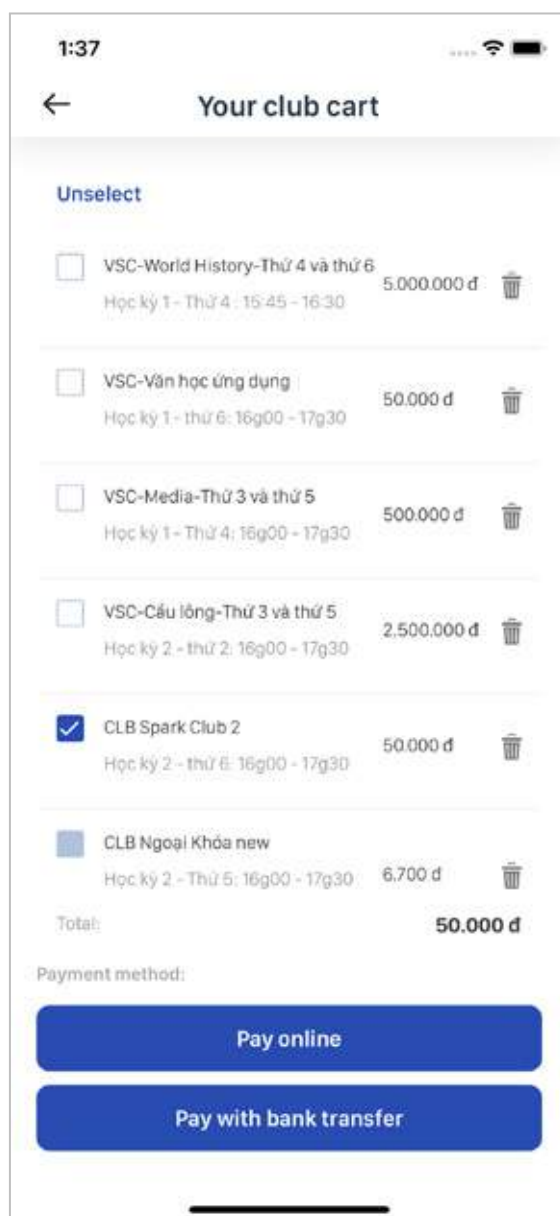 1:37
Your club cart
Unselect
VSC-World History-Thứ 4 và thứ 6
5.000.000 đ
Học kỳ 1 - Thứ 4 : 15:45 - 16:30
VSC-Văn học ứng dụng
50.000 đ
Học kỳ 1 - thứ 6: 16g00 - 17g30
VSC-Media-Thứ 3 và thứ 5
500.000 đ
Học kỳ 1 - Thứ 4: 16g00 - 17g30
VSC-Cầu lông-Thứ 3 và thứ 5
2.500.000 đ
Học kỳ 2 - thứ 2: 16g00 - 17g30
CLB Spark Club 2
50.000 đ
Học kỳ 2 - thứ 6: 16g00 - 17g30
CLB Ngoại Khóa new
Học kỳ 2 - Thứ 5: 16g00 - 17g30
6.700 đ
Total:
50.000 đ
Payment method:
Pay online
Pay with bank transfer